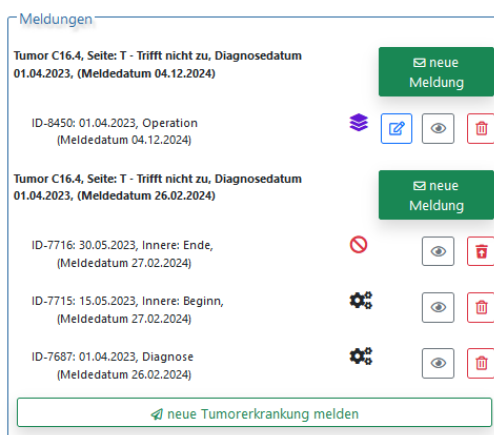 Meldungen
Tumor C16.4, Seite: T - Trifft nicht zu, Diagnosedatum
01.04.2023, (Meldedatum 04.12.2024)
neue
Meldung
ID-8450: 01.04.2023, Operation
(Meldedatum 04.12.2024)
Tumor C16.4, Seite: T - Trifft nicht zu, Diagnosedatum
01.04.2023, (Meldedatum 26.02.2024)
neue
Meldung
ID-7716: 30.05.2023, Innere: Ende,
(Meldedatum 27.02.2024)
ID-7715: 15.05.2023, Innere: Beginn,
(Meldedatum 27.02.2024)
ID-7687: 01.04.2023, Diagnose
(Meldedatum 26.02.2024)
neue Tumorerkrankung melden